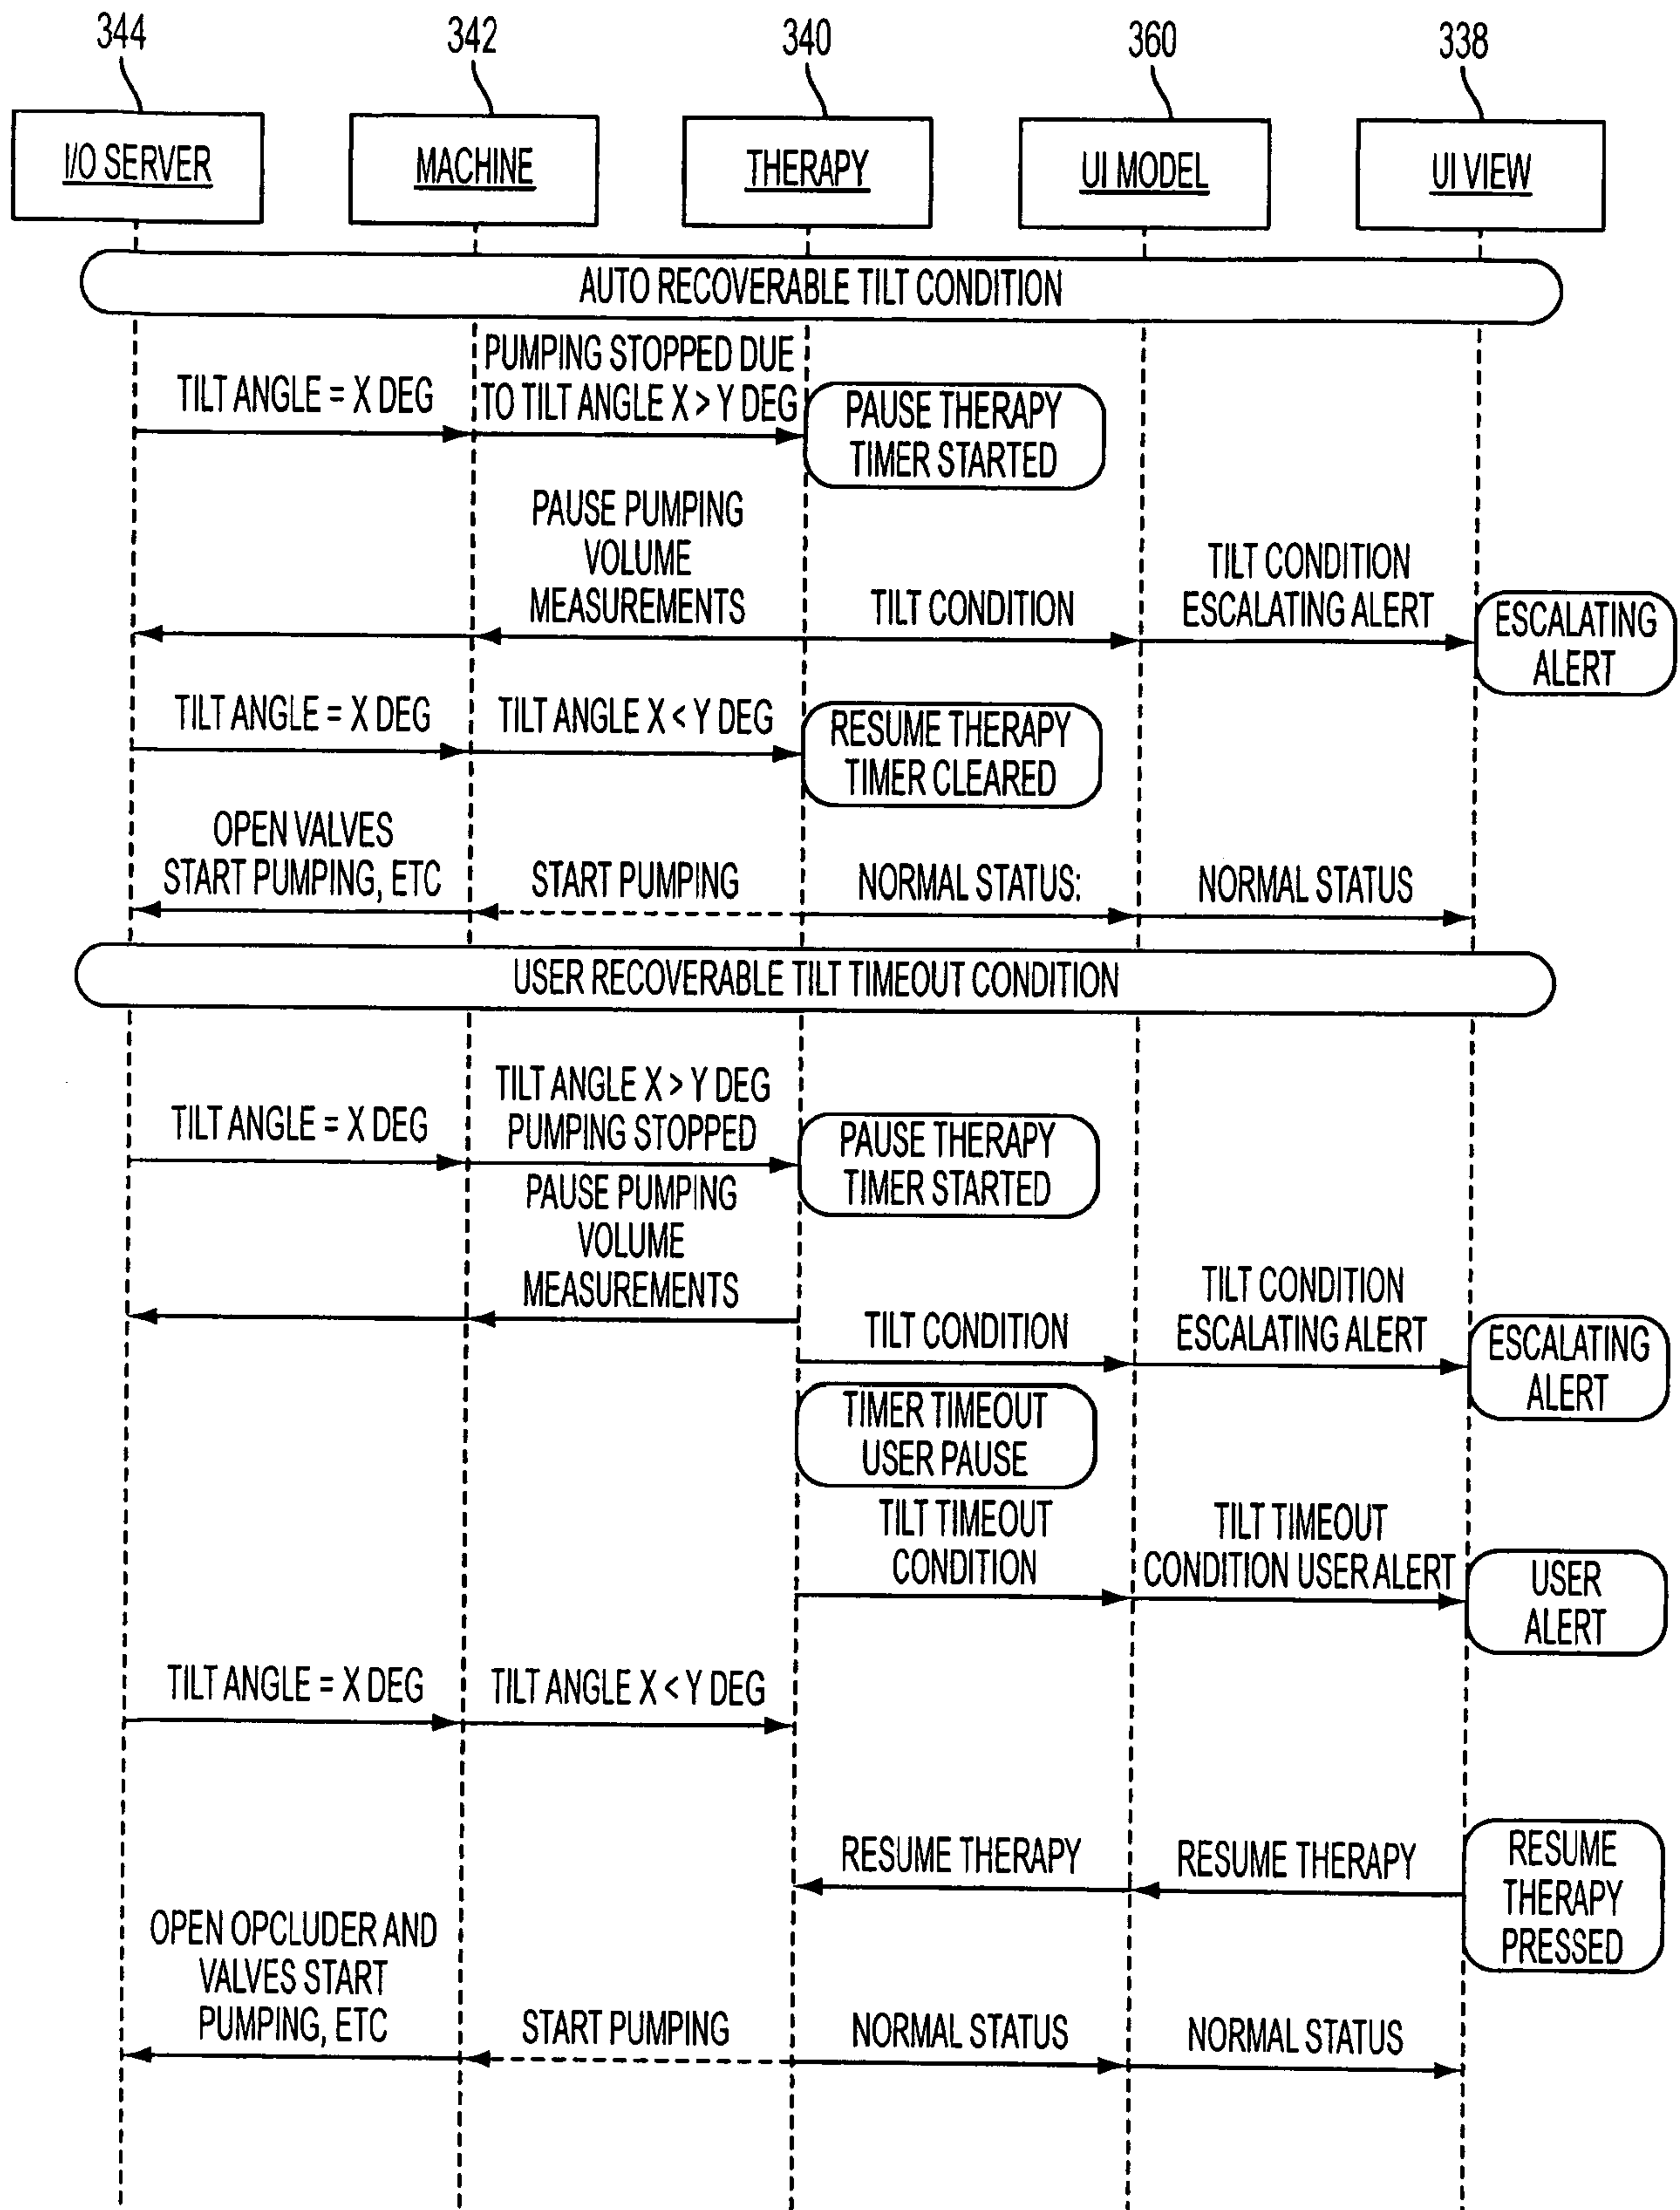 344
342
340
360
338
I/O SERVER
MACHINE
THERAPY
UI MODEL
UI VIEW
AUTO RECOVERABLE TILT CONDITION
TILT ANGLE = X DEG
PUMPING STOPPED DUE
TO TILT ANGLE X > Y DEG
PAUSE THERAPY
TIMER STARTED
PAUSE PUMPING
VOLUME
MEASUREMENTS
TILT CONDITION
TILT CONDITION
ESCALATING ALERT
ESCALATING
ALERT
TILT ANGLE = X DEG
TILT ANGLE X < Y DEG
RESUME THERAPY
TIMER CLEARED
OPEN VALVES
START PUMPING, ETC
START PUMPING
NORMAL STATUS:
NORMAL STATUS
USER RECOVERABLE TILT TIMEOUT CONDITION
TILT ANGLE = X DEG
TILT ANGLE X > Y DEG
PUMPING STOPPED
PAUSE THERAPY
TIMER STARTED
PAUSE PUMPING
VOLUME
MEASUREMENTS
TILT CONDITION
TILT CONDITION
ESCALATING ALERT
ESCALATING
ALERT
TIMER TIMEOUT
USER PAUSE
TILT TIMEOUT
CONDITION
TILT TIMEOUT
CONDITION USER ALERT
USER
ALERT
TILT ANGLE = X DEG
TILT ANGLE X < Y DEG
RESUME THERAPY
RESUME THERAPY
RESUME
THERAPY
PRESSED
OPEN OPCLUDER AND
VALVES START
PUMPING, ETC
START PUMPING
NORMAL STATUS
NORMAL STATUS